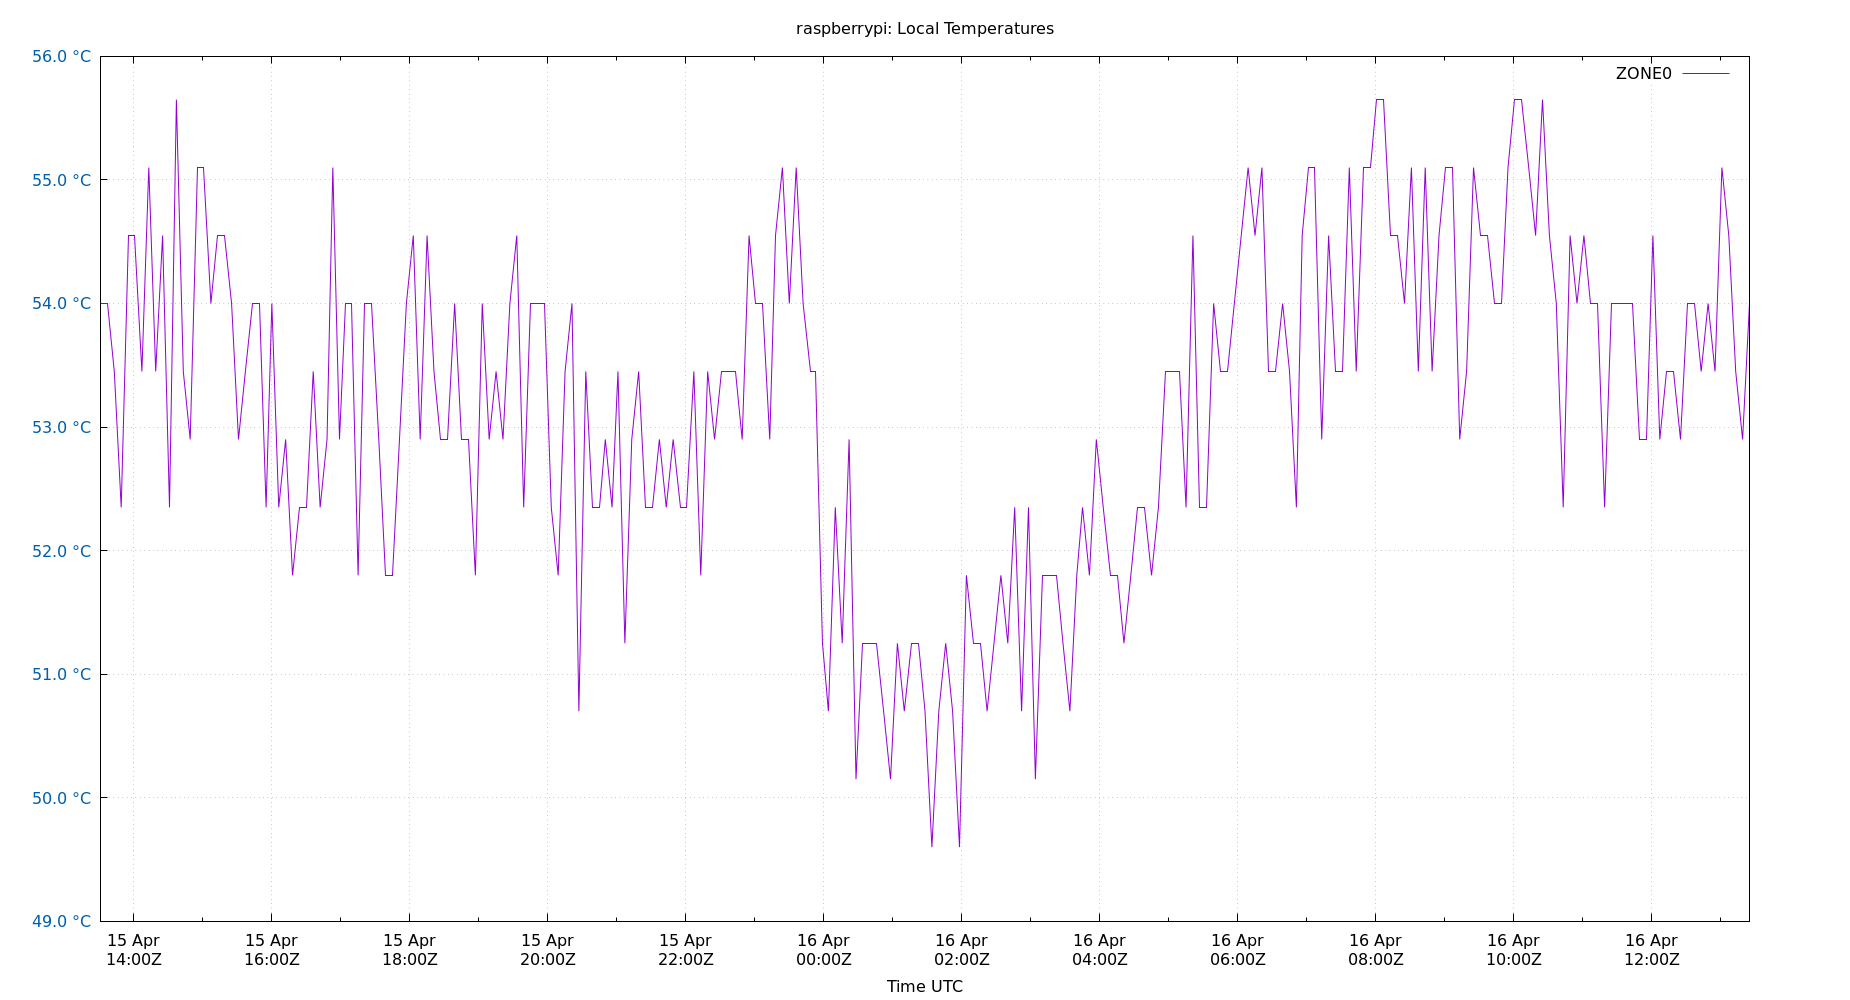 raspberrypi: Local Temperatures
ZONE0
56.0 °C
55.0 °C
54.0 °C
53.0 °C
52.0 °C
51.0 °C
50.0 °C
49.0 °C
15 Apr 15 Apr 15 Apr 15 Apr 15 Apr 16 Apr 16 Apr 16 Apr 16 Apr 16 Apr 16 Apr 16 Apr
14:00Z 16:00Z 18:00Z 20:00Z 22:00Z 00:00Z 02:00Z 04:00Z 06:00Z 08:00Z 10:00Z 12:00Z
Time UTC